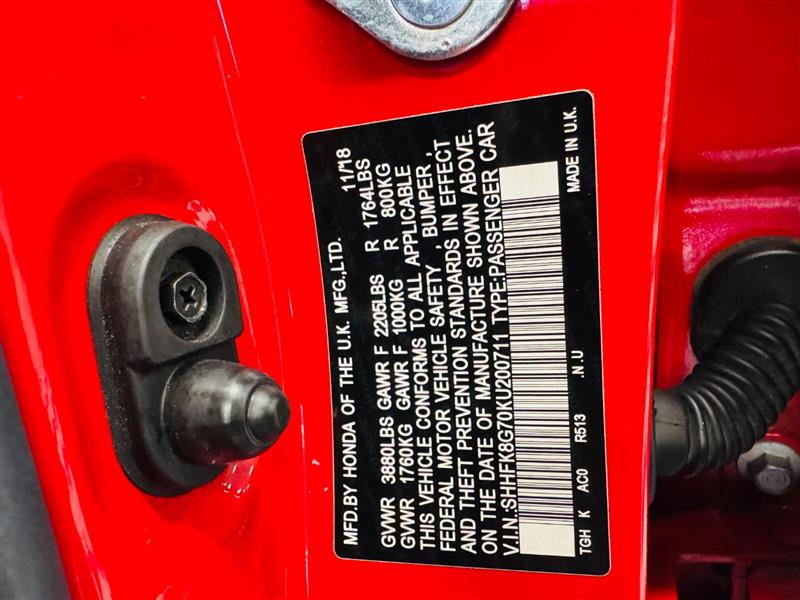 MFD.BY HONDA OF THE U.K. MFG.,LTD. 11/18
GVWR 3880LBS GAWR F 2205LBS R 1764LBS
GVWR 1760KG GAWR F 1000KG R 800KG
THIS VEHICLE CONFORMS TO ALL APPLICABLE
FEDERAL MOTOR VEHICLE SAFETY , BUMPER ,
AND THEFT PREVENTION STANDARDS IN EFFECT
ON THE DATE OF MANUFACTURE SHOWN ABOVE.
V.I.N.:SHHFK8G70KU200711 TYPE:PASSENGER CAR
TGH K AC0 R513 .N U MADE IN U.K.